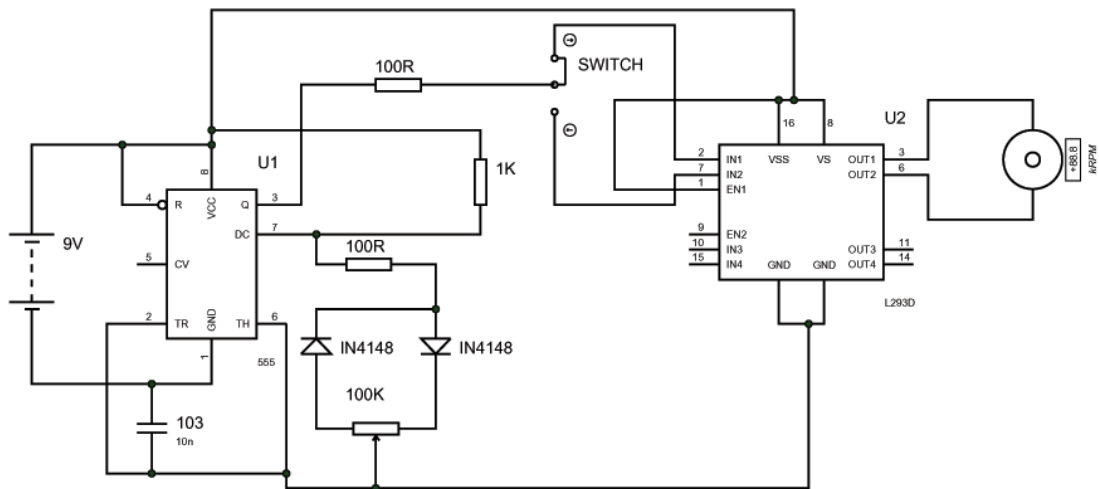 SWITCH
100R
U1
1K
9V
8
VCC
4
R
Q
3
DC
7
5
CV
2
TR
GND
TH
6
1
555
100R
IN4148
IN4148
100K
103
10n
U2
16
8
2
IN1
VSS
VS
OUT1
3
7
IN2
OUT2
6
1
EN1
9
EN2
10
IN3
OUT3
11
15
IN4
GND
GND
OUT4
14
L293D
+88.8
kRPM